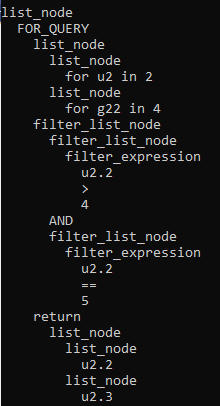 list_node
  FOR_QUERY
    list_node
      list_node
        for u2 in 2
      list_node
        for g22 in 4
    filter_list_node
      filter_list_node
        filter_expression
          u2.2
          >
          4
      AND
      filter_list_node
        filter_expression
          u2.2
          ==
          5
    return
      list_node
        list_node
          u2.2
        list_node
          u2.3